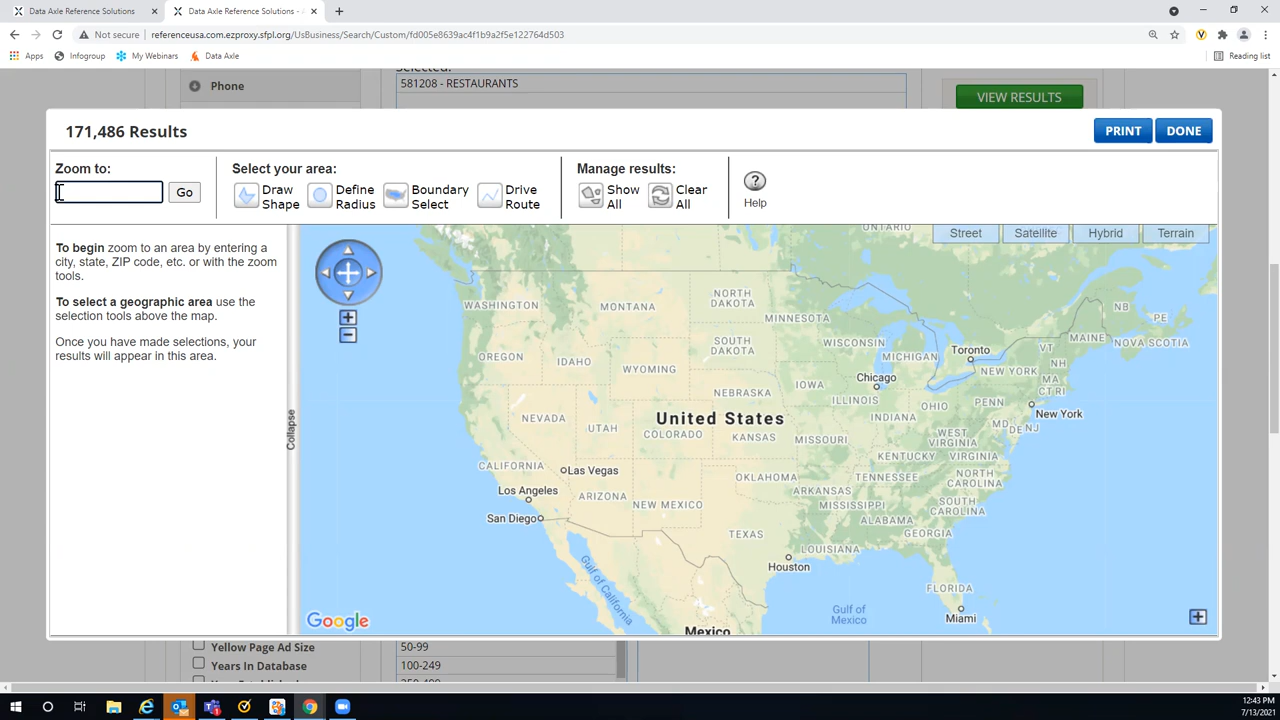 Data Axle Reference Solutions
Data Axle Reference Solutions -
Not secure
referenceusa.com.ezproxy.sfpl.org/UsBusiness/Search/Custom/fd005e8639ac4f1b9a2f5e122764d503
Apps
Infogroup
My Webinars
Data Axle
Reading list
Phone
Selected:
581208 - RESTAURANTS
VIEW RESULTS
171,486 Results
PRINT
DONE
Zoom to:
Go
Select your area:
Draw Shape
Define Radius
Boundary Select
Drive Route
Manage results:
Show All
Clear All
Help
To begin zoom to an area by entering a
city, state, ZIP code, etc. or with the zoom
tools.
To select a geographic area use the
selection tools above the map.
Once you have made selections, your
results will appear in this area.
Collapse
Street
Satellite
Hybrid
Terrain
ONTARIO
WASHINGTON
MONTANA
NORTH DAKOTA
MINNESOTA
NB
PE
MAINE
NOVA SCOTIA
OREGON
IDAHO
WYOMING
SOUTH DAKOTA
WISCONSIN
MICHIGAN
Toronto
VT
NH
NEW YORK
MA
CT RI
IOWA
Chicago
NEBRASKA
ILLINOIS
INDIANA
OHIO
PENN
New York
NEVADA
UTAH
United States
COLORADO
KANSAS
MISSOURI
WEST VIRGINIA
MD
DE
NJ
KENTUCKY
VIRGINIA
CALIFORNIA
Las Vegas
OKLAHOMA
TENNESSEE
NORTH CAROLINA
Los Angeles
ARIZONA
NEW MEXICO
ARKANSAS
MISSISSIPPI
SOUTH CAROLINA
San Diego
TEXAS
ALABAMA
GEORGIA
LOUISIANA
Houston
FLORIDA
Gulf of California
Gulf of Mexico
Miami
Mexico
Google
Yellow Page Ad Size
Years In Database
50-99
100-249
12:43 PM
7/13/2021